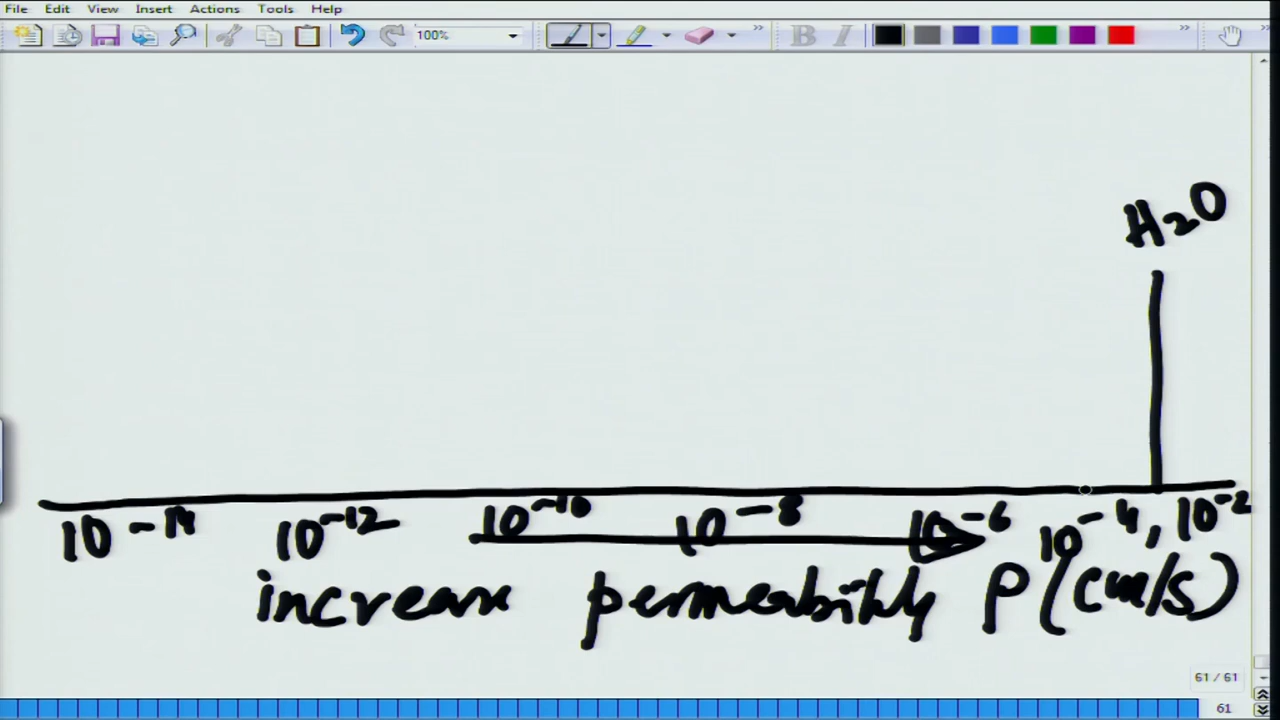 File Edit View Insert Actions Tools Help
100% B I
H₂O
10⁻¹⁴ 10⁻¹² 10⁻¹⁰ 10⁻⁸ 10⁻⁶ 10⁻⁴, 10⁻²
increase permeability P (cm/s)
61 / 61
61